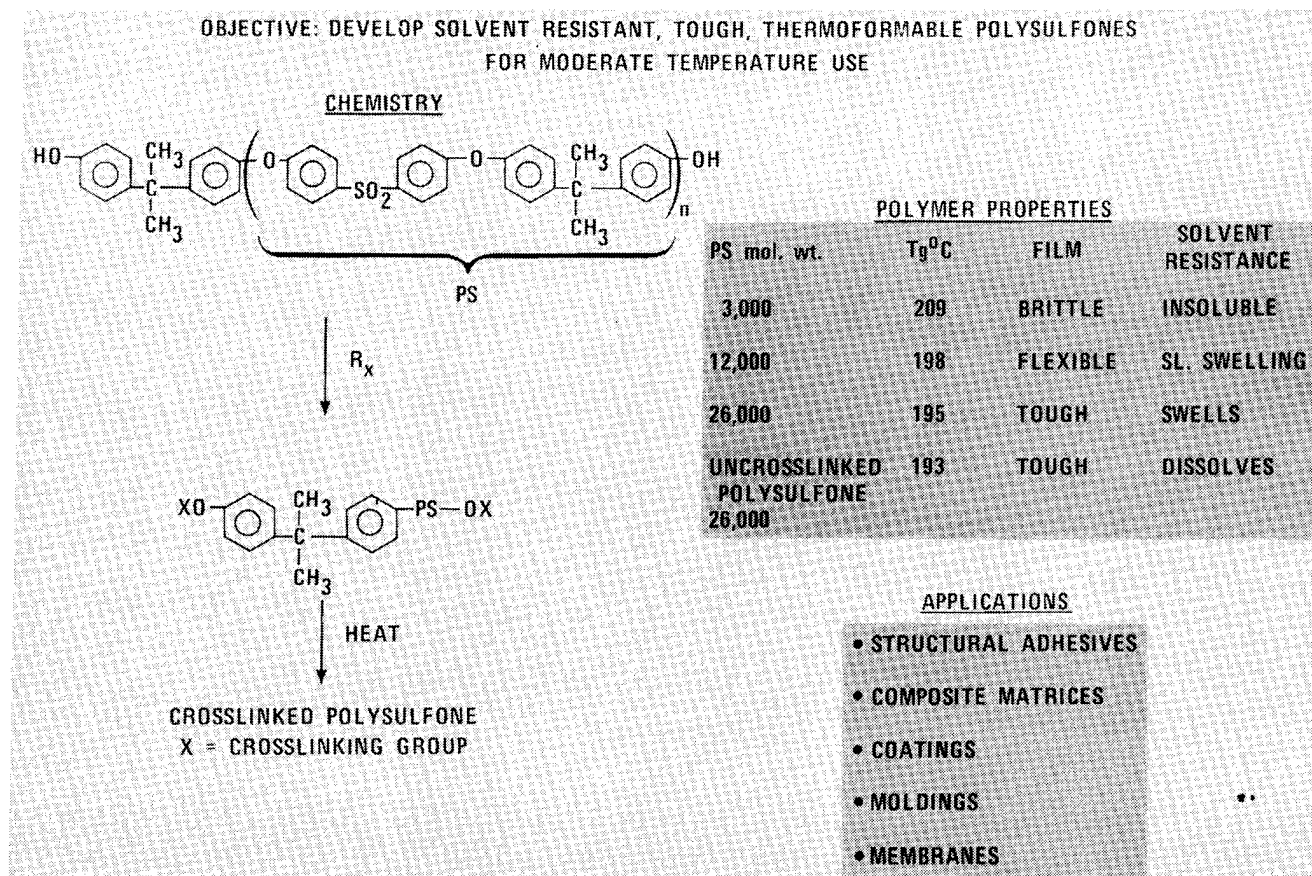 OBJECTIVE: DEVELOP SOLVENT RESISTANT, TOUGH, THERMOFORMABLE POLYSULFONES
FOR MODERATE TEMPERATURE USE
CHEMISTRY
HO
CH3
C
CH3
O
SO2
O
CH3
C
CH3
OH
n
PS
Rx
XO
CH3
C
CH3
PS—OX
HEAT
CROSSLINKED POLYSULFONE
X = CROSSLINKING GROUP
POLYMER PROPERTIES
PS mol. wt. Tg°C FILM SOLVENT
RESISTANCE
3,000 209 BRITTLE INSOLUBLE
12,000 198 FLEXIBLE SL. SWELLING
26,000 195 TOUGH SWELLS
UNCROSSLINKED 193 TOUGH DISSOLVES
POLYSULFONE
26,000
APPLICATIONS
• STRUCTURAL ADHESIVES
• COMPOSITE MATRICES
• COATINGS
• MOLDINGS
• MEMBRANES